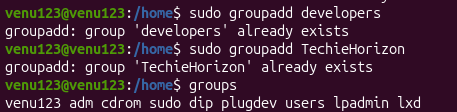 venu123@venu123:/home$ sudo groupadd developers
groupadd: group 'developers' already exists
venu123@venu123:/home$ sudo groupadd TechieHorizon
groupadd: group 'TechieHorizon' already exists
venu123@venu123:/home$ groups
venu123 adm cdrom sudo dip plugdev users lpadmin lxd